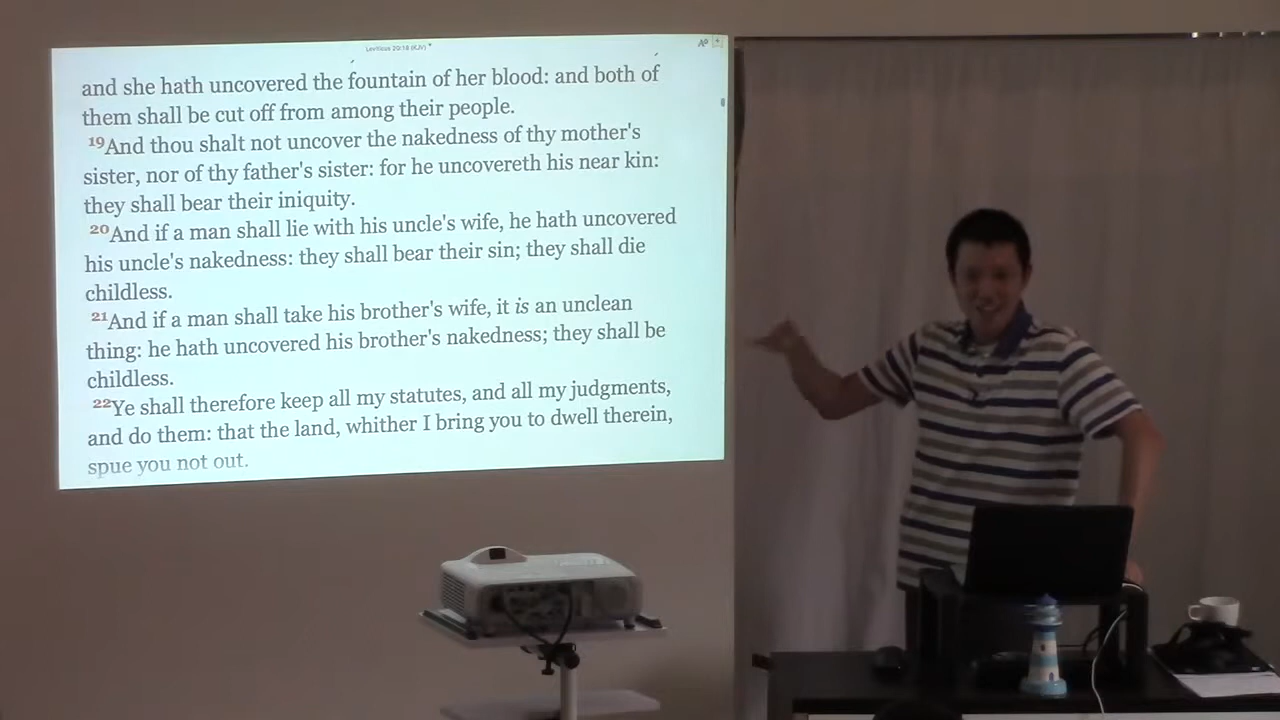 Leviticus 20:18 (KJV)
and she hath uncovered the fountain of her blood: and both of
them shall be cut off from among their people.
19And thou shalt not uncover the nakedness of thy mother's
sister, nor of thy father's sister: for he uncovereth his near kin:
they shall bear their iniquity.
20And if a man shall lie with his uncle's wife, he hath uncovered
his uncle's nakedness: they shall bear their sin; they shall die
childless.
21And if a man shall take his brother's wife, it is an unclean
thing: he hath uncovered his brother's nakedness; they shall be
childless.
22Ye shall therefore keep all my statutes, and all my judgments,
and do them: that the land, whither I bring you to dwell therein,
spue you not out.